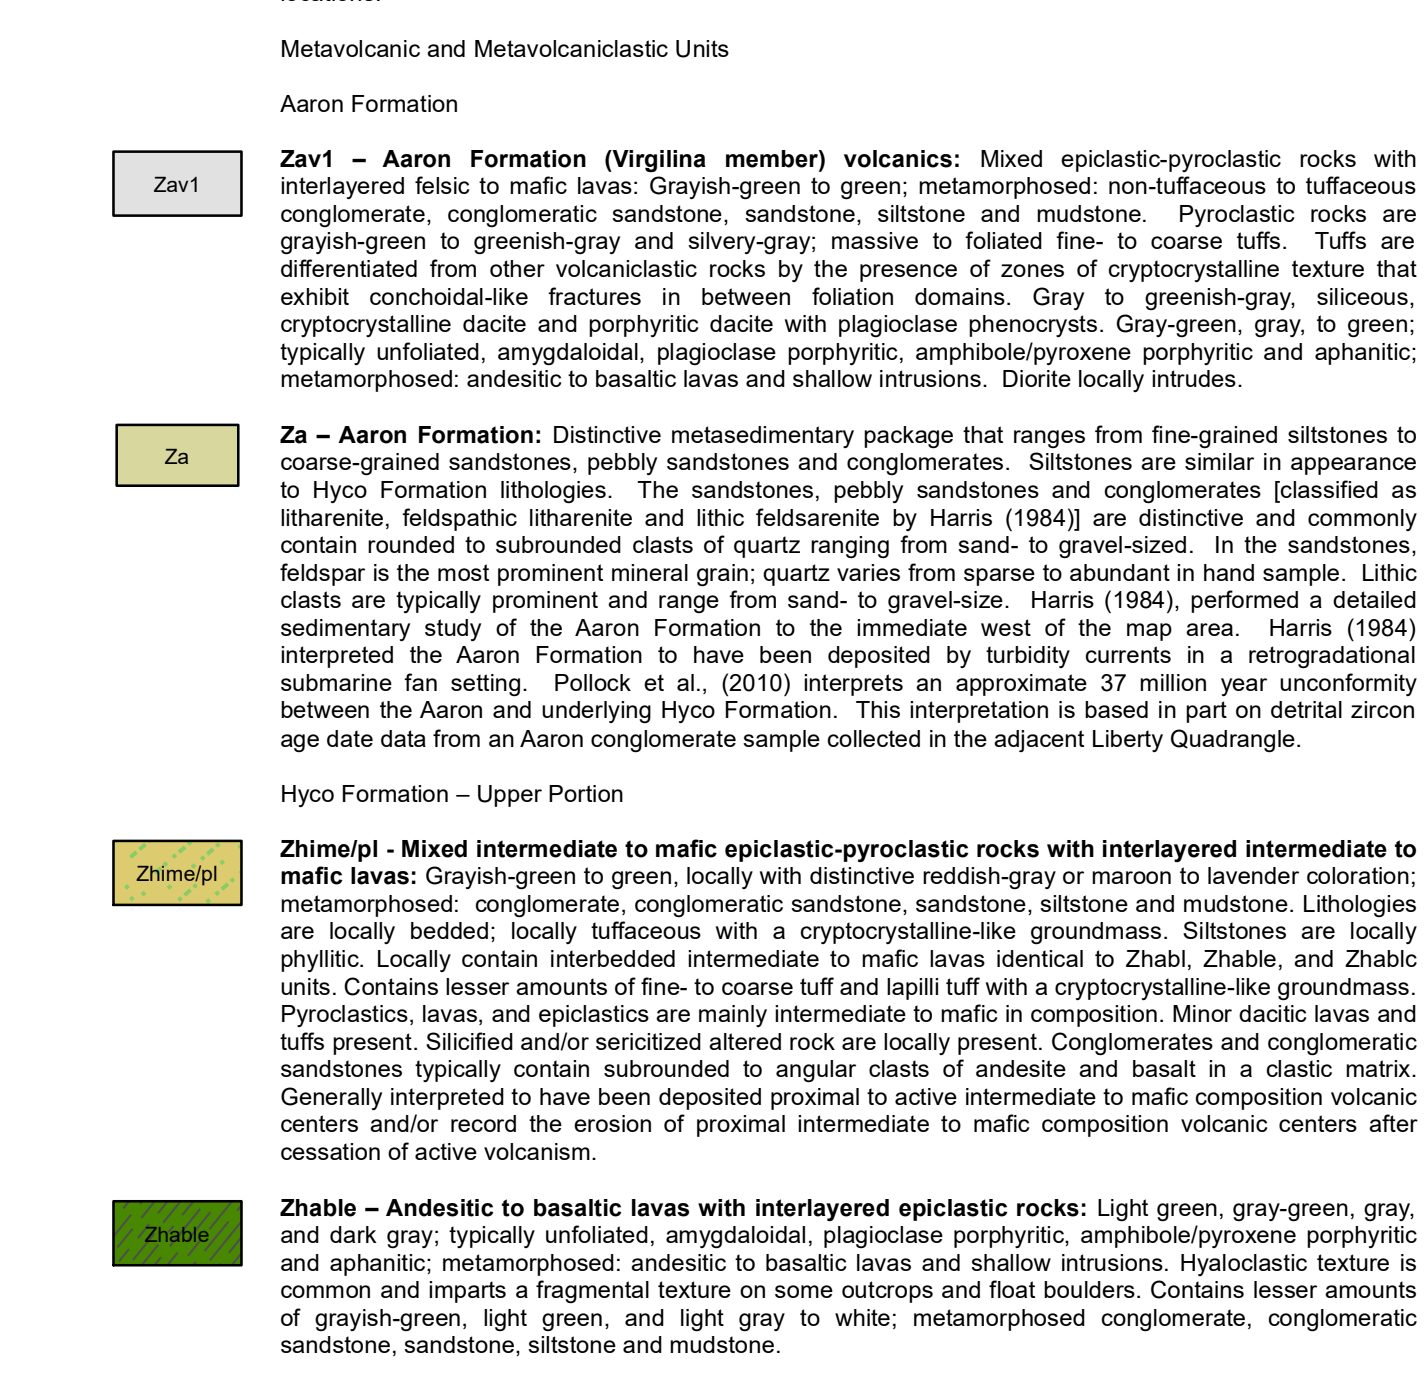 locations.
Metavolcanic and Metavolcaniclastic Units
Aaron Formation
Zav1
Zav1 – Aaron Formation (Virgilina member) volcanics: Mixed epiclastic-pyroclastic rocks with
interlayered felsic to mafic lavas: Grayish-green to green; metamorphosed: non-tuffaceous to tuffaceous
conglomerate, conglomeratic sandstone, sandstone, siltstone and mudstone.  Pyroclastic rocks are
grayish-green to greenish-gray and silvery-gray; massive to foliated fine- to coarse tuffs.  Tuffs are
differentiated from other volcaniclastic rocks by the presence of zones of cryptocrystalline texture that
exhibit conchoidal-like fractures in between foliation domains. Gray to greenish-gray, siliceous,
cryptocrystalline dacite and porphyritic dacite with plagioclase phenocrysts. Gray-green, gray, to green;
typically unfoliated, amygdaloidal, plagioclase porphyritic, amphibole/pyroxene porphyritic and aphanitic;
metamorphosed: andesitic to basaltic lavas and shallow intrusions.  Diorite locally intrudes.
Za
Za – Aaron Formation: Distinctive metasedimentary package that ranges from fine-grained siltstones to
coarse-grained sandstones, pebbly sandstones and conglomerates.  Siltstones are similar in appearance
to Hyco Formation lithologies.  The sandstones, pebbly sandstones and conglomerates [classified as
litharenite, feldspathic litharenite and lithic feldsarenite by Harris (1984)] are distinctive and commonly
contain rounded to subrounded clasts of quartz ranging from sand- to gravel-sized.  In the sandstones,
feldspar is the most prominent mineral grain; quartz varies from sparse to abundant in hand sample.  Lithic
clasts are typically prominent and range from sand- to gravel-size.  Harris (1984), performed a detailed
sedimentary study of the Aaron Formation to the immediate west of the map area.  Harris (1984)
interpreted the Aaron Formation to have been deposited by turbidity currents in a retrogradational
submarine fan setting.  Pollock et al., (2010) interprets an approximate 37 million year unconformity
between the Aaron and underlying Hyco Formation.  This interpretation is based in part on detrital zircon
age date data from an Aaron conglomerate sample collected in the adjacent Liberty Quadrangle.
Hyco Formation – Upper Portion
Zhime/pl
Zhime/pl - Mixed intermediate to mafic epiclastic-pyroclastic rocks with interlayered intermediate to
mafic lavas: Grayish-green to green, locally with distinctive reddish-gray or maroon to lavender coloration;
metamorphosed:  conglomerate, conglomeratic sandstone, sandstone, siltstone and mudstone. Lithologies
are locally bedded; locally tuffaceous with a cryptocrystalline-like groundmass. Siltstones are locally
phyllitic. Locally contain interbedded intermediate to mafic lavas identical to Zhabl, Zhable, and Zhablc
units. Contains lesser amounts of fine- to coarse tuff and lapilli tuff with a cryptocrystalline-like groundmass.
Pyroclastics, lavas, and epiclastics are mainly intermediate to mafic in composition. Minor dacitic lavas and
tuffs present. Silicified and/or sericitized altered rock are locally present. Conglomerates and conglomeratic
sandstones typically contain subrounded to angular clasts of andesite and basalt in a clastic matrix.
Generally interpreted to have been deposited proximal to active intermediate to mafic composition volcanic
centers and/or record the erosion of proximal intermediate to mafic composition volcanic centers after
cessation of active volcanism.
Zhable
Zhable – Andesitic to basaltic lavas with interlayered epiclastic rocks: Light green, gray-green, gray,
and dark gray; typically unfoliated, amygdaloidal, plagioclase porphyritic, amphibole/pyroxene porphyritic
and aphanitic; metamorphosed: andesitic to basaltic lavas and shallow intrusions. Hyaloclastic texture is
common and imparts a fragmental texture on some outcrops and float boulders. Contains lesser amounts
of grayish-green, light green, and light gray to white; metamorphosed conglomerate, conglomeratic
sandstone, sandstone, siltstone and mudstone.